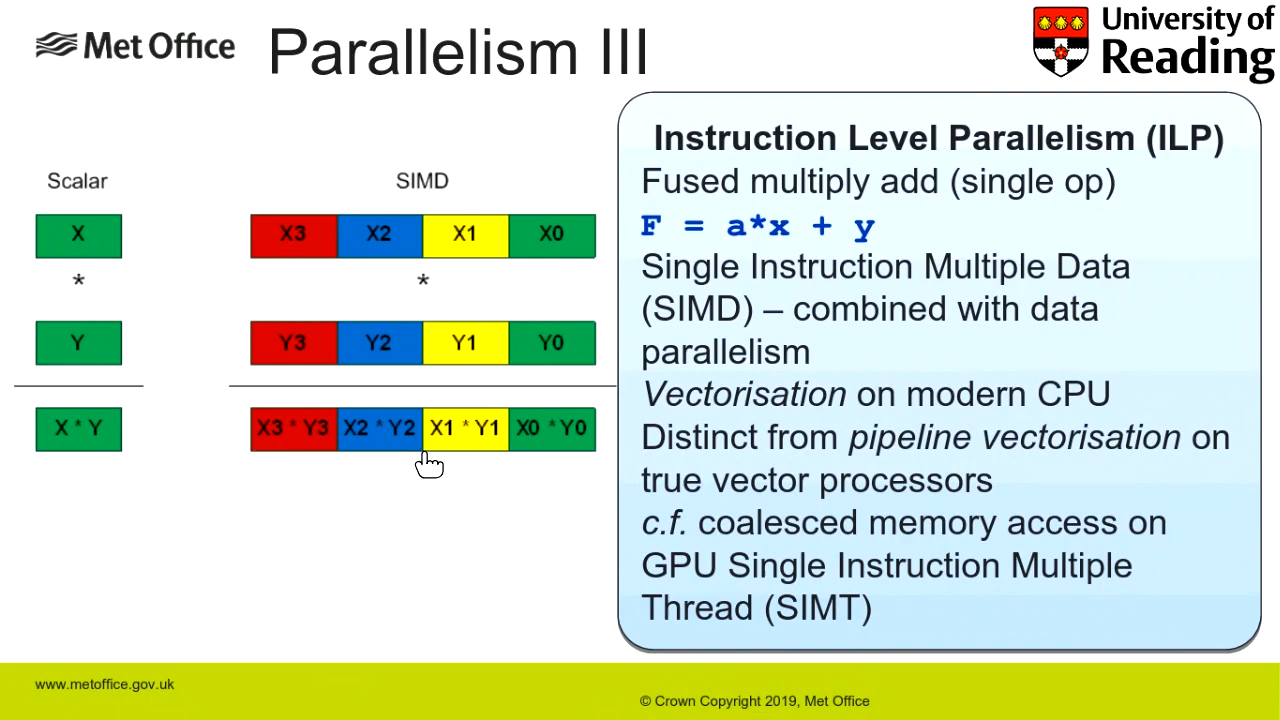 Met Office
Parallelism III
University of
Reading
Scalar
SIMD
X
X3 X2 X1 X0
*
*
Y
Y3 Y2 Y1 Y0
X * Y
X3 * Y3 X2 * Y2 X1 * Y1 X0 * Y0
Instruction Level Parallelism (ILP)
Fused multiply add (single op)
F = a*x + y
Single Instruction Multiple Data
(SIMD) – combined with data
parallelism
Vectorisation on modern CPU
Distinct from pipeline vectorisation on
true vector processors
c.f. coalesced memory access on
GPU Single Instruction Multiple
Thread (SIMT)
www.metoffice.gov.uk
© Crown Copyright 2019, Met Office